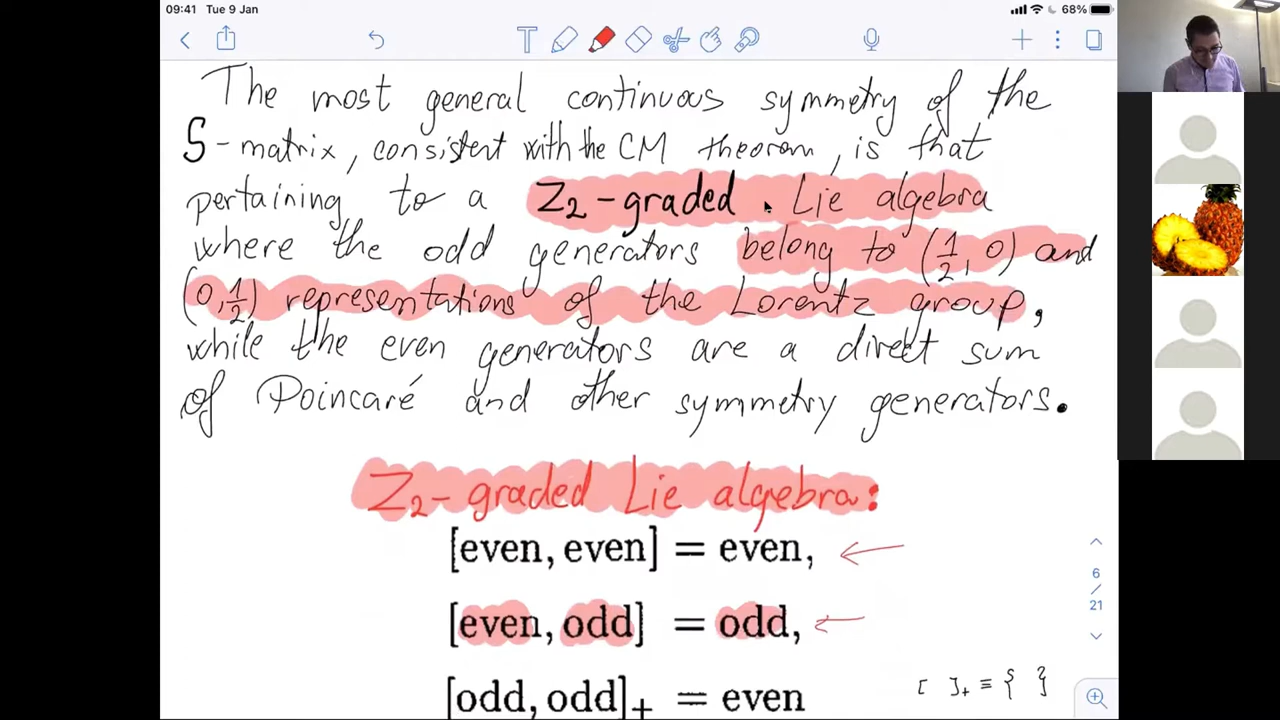 09:41 Tue 9 Jan
68%
The most general continuous symmetry of the
S-matrix, consistent with the CM theorem, is that
pertaining to a Z₂-graded Lie algebra
where the odd generators belong to (1/2, 0) and
(0, 1/2) representations of the Lorentz group,
while the even generators are a direct sum
of Poincaré and other symmetry generators.
Z₂-graded Lie algebra:
[even, even] = even, ←
[even, odd] = odd, ←
[odd, odd]₊ = even
[ ]₊ ≡ { }
6
/
21